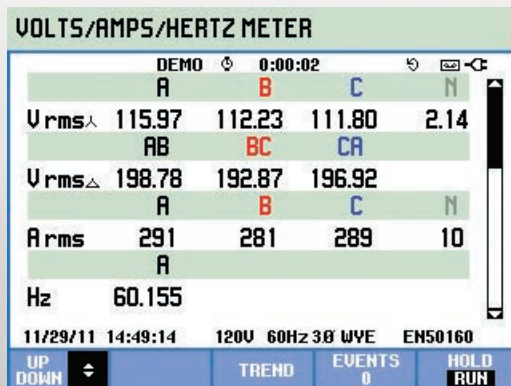 VOLTS/AMPS/HERTZ METER
DEMO 0:00:02
A B C N
Vrms⅄ 115.97 112.23 111.80 2.14
AB BC CA
Vrms△ 198.78 192.87 196.92
A B C N
A rms 291 281 289 10
A
Hz 60.155
11/29/11 14:49:14 120V 60Hz 3Ø WYE EN50160
UP DOWN TREND EVENTS 0 HOLD RUN